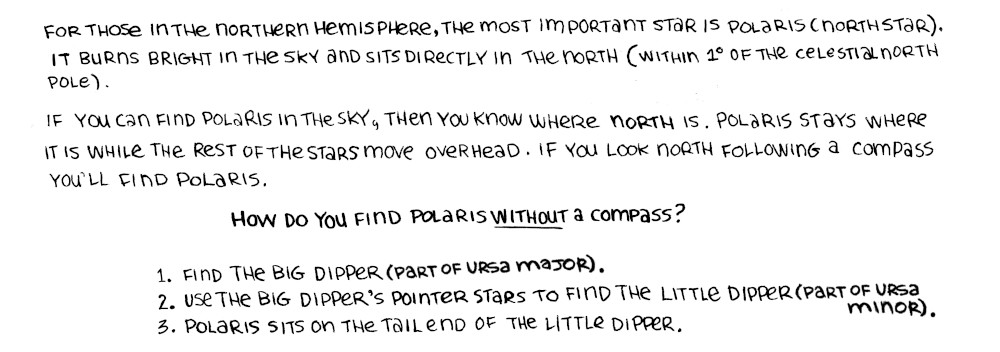 FOR THOSE IN THE NORTHERN HEMISPHERE, THE MOST IMPORTANT STAR IS POLARIS (NORTH STAR).
IT BURNS BRIGHT IN THE SKY AND SITS DIRECTLY IN THE NORTH (WITHIN 1° OF THE CELESTIAL NORTH
POLE).
IF YOU CAN FIND POLARIS IN THE SKY, THEN YOU KNOW WHERE NORTH IS. POLARIS STAYS WHERE
IT IS WHILE THE REST OF THE STARS MOVE OVERHEAD. IF YOU LOOK NORTH FOLLOWING A COMPASS
YOU'LL FIND POLARIS.
HOW DO YOU FIND POLARIS WITHOUT A COMPASS?
1. FIND THE BIG DIPPER (PART OF URSA MAJOR).
2. USE THE BIG DIPPER'S POINTER STARS TO FIND THE LITTLE DIPPER (PART OF URSA
MINOR).
3. POLARIS SITS ON THE TAIL END OF THE LITTLE DIPPER.